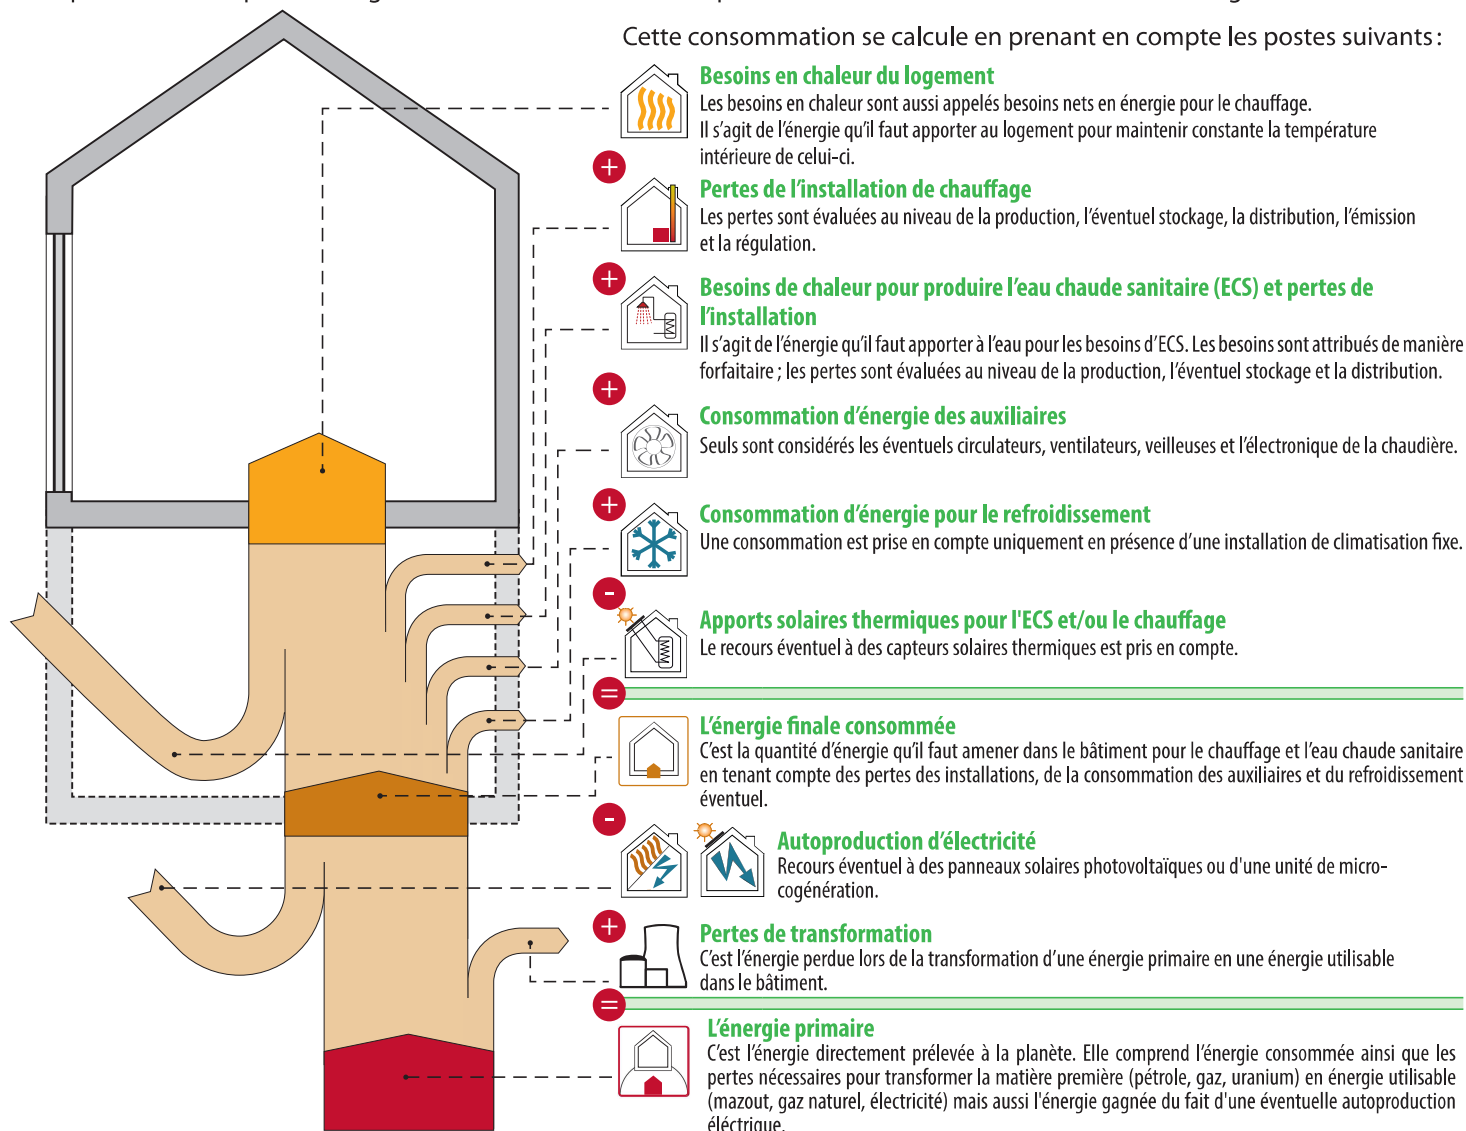 Cette consommation se calcule en prenant en compte les postes suivants :
Besoins en chaleur du logement
Les besoins en chaleur sont aussi appelés besoins nets en énergie pour le chauffage.
Il s'agit de l'énergie qu'il faut apporter au logement pour maintenir constante la température
intérieure de celui-ci.
+
Pertes de l'installation de chauffage
Les pertes sont évaluées au niveau de la production, l'éventuel stockage, la distribution, l'émission
et la régulation.
+
Besoins de chaleur pour produire l'eau chaude sanitaire (ECS) et pertes de
l'installation
Il s'agit de l'énergie qu'il faut apporter à l'eau pour les besoins d'ECS. Les besoins sont attribués de manière
forfaitaire ; les pertes sont évaluées au niveau de la production, l'éventuel stockage et la distribution.
+
Consommation d'énergie des auxiliaires
Seuls sont considérés les éventuels circulateurs, ventilateurs, veilleuses et l'électronique de la chaudière.
+
Consommation d'énergie pour le refroidissement
Une consommation est prise en compte uniquement en présence d'une installation de climatisation fixe.
-
Apports solaires thermiques pour l'ECS et/ou le chauffage
Le recours éventuel à des capteurs solaires thermiques est pris en compte.
=
L'énergie finale consommée
C'est la quantité d'énergie qu'il faut amener dans le bâtiment pour le chauffage et l'eau chaude sanitaire
en tenant compte des pertes des installations, de la consommation des auxiliaires et du refroidissement
éventuel.
-
Autoproduction d'électricité
Recours éventuel à des panneaux solaires photovoltaïques ou d'une unité de micro-
cogénération.
+
Pertes de transformation
C'est l'énergie perdue lors de la transformation d'une énergie primaire en une énergie utilisable
dans le bâtiment.
=
L'énergie primaire
C'est l'énergie directement prélevée à la planète. Elle comprend l'énergie consommée ainsi que les
pertes nécessaires pour transformer la matière première (pétrole, gaz, uranium) en énergie utilisable
(mazout, gaz naturel, électricité) mais aussi l'énergie gagnée du fait d'une éventuelle autoproduction
éléctrique.